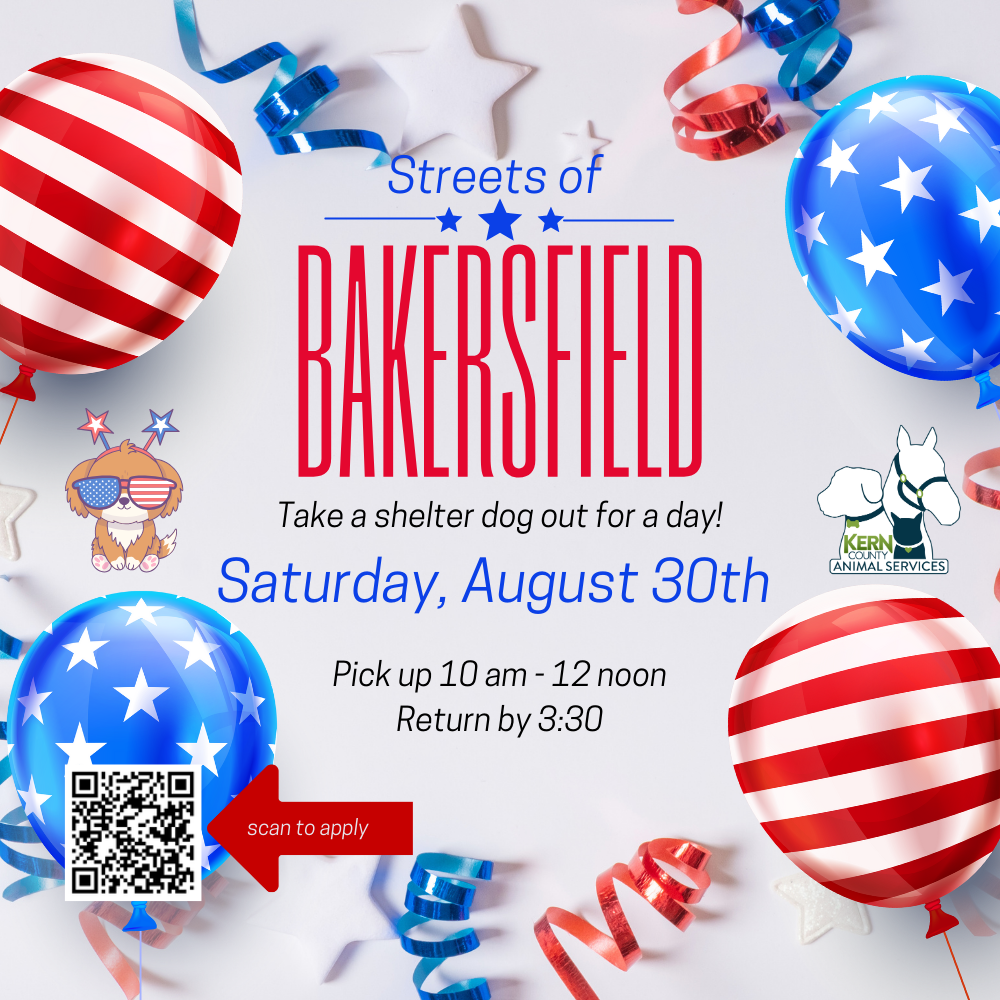 Streets of
BAKERSFIELD
Take a shelter dog out for a day!
Saturday, August 30th
KERN
COUNTY
ANIMAL SERVICES
Pick up 10 am - 12 noon
Return by 3:30
scan to apply